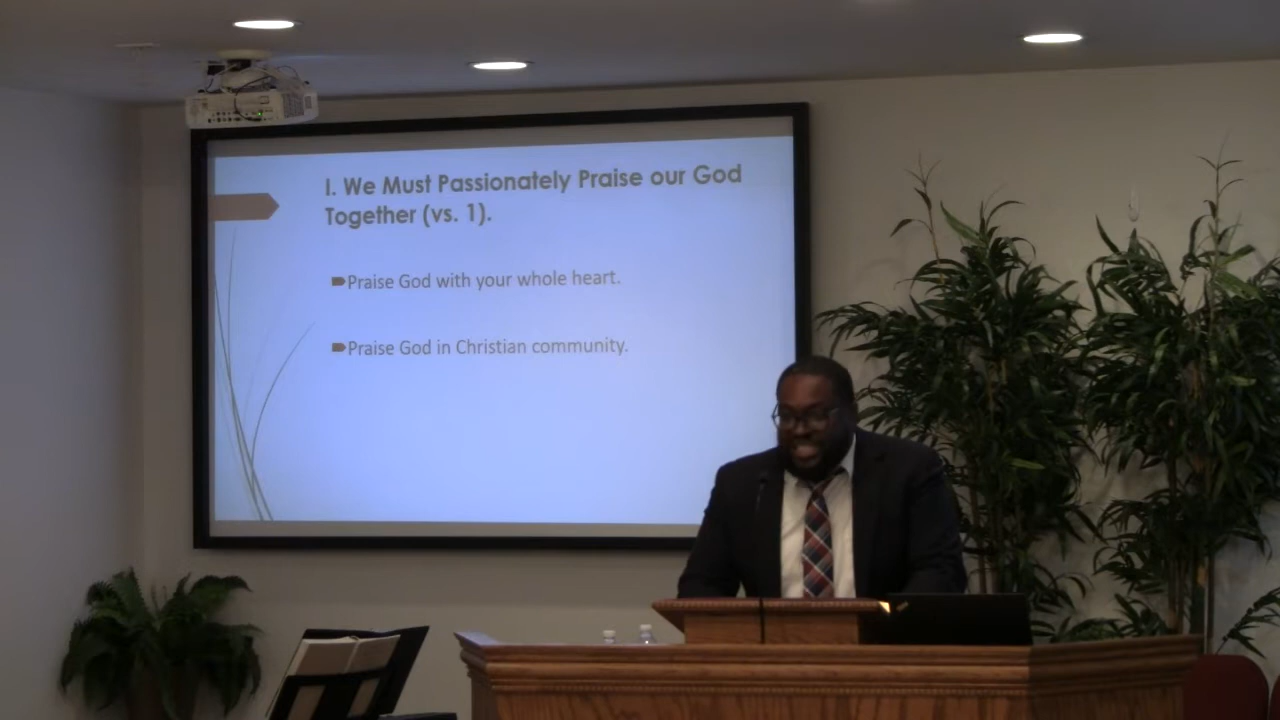 I. We Must Passionately Praise our God
Together (vs. 1).
Praise God with your whole heart.
Praise God in Christian community.